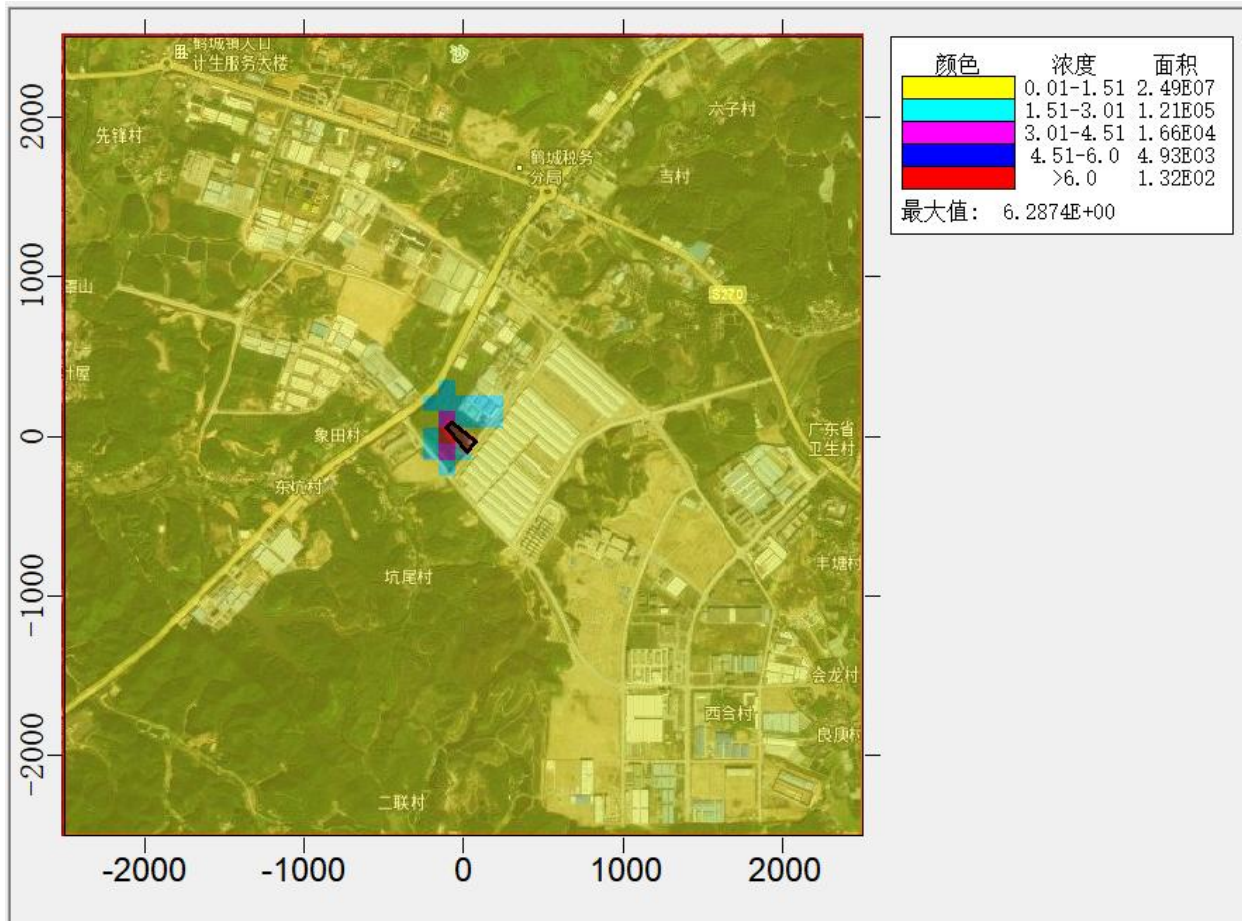 鹤城镇人口
计生服务大楼
先锋村
六子村
鹤城税务
分局
吉村
S270
象田村
东坑村
广东省
卫生村
坑尾村
丰塘村
会龙村
西合村
良庚村
二联村
2000
1000
0
-1000
-2000
-2000
-1000
0
1000
2000
颜色 浓度 面积
0.01-1.51 2.49E07
1.51-3.01 1.21E05
3.01-4.51 1.66E04
4.51-6.0 4.93E03
>6.0 1.32E02
最大值: 6.2874E+00